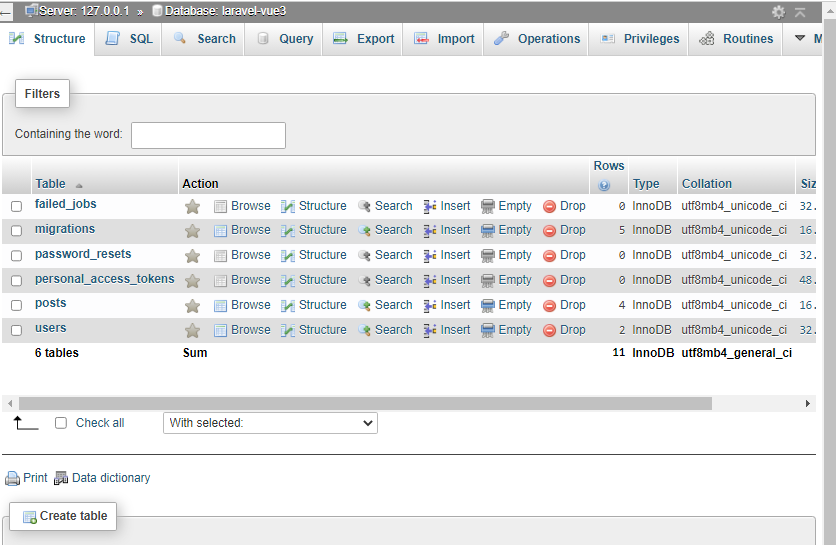 Server: 127.0.0.1 » Database: laravel-vue3
Structure SQL Search Query Export Import Operations Privileges Routines M
Filters
Containing the word:
Rows
Table Action Type Collation Siz
failed_jobs Browse Structure Search Insert Empty Drop 0 InnoDB utf8mb4_unicode_ci 32.
migrations Browse Structure Search Insert Empty Drop 5 InnoDB utf8mb4_unicode_ci 16.
password_resets Browse Structure Search Insert Empty Drop 0 InnoDB utf8mb4_unicode_ci 32.
personal_access_tokens Browse Structure Search Insert Empty Drop 0 InnoDB utf8mb4_unicode_ci 48.
posts Browse Structure Search Insert Empty Drop 4 InnoDB utf8mb4_unicode_ci 16.
users Browse Structure Search Insert Empty Drop 2 InnoDB utf8mb4_unicode_ci 32.
6 tables Sum 11 InnoDB utf8mb4_general_ci
Check all With selected:
Print Data dictionary
Create table